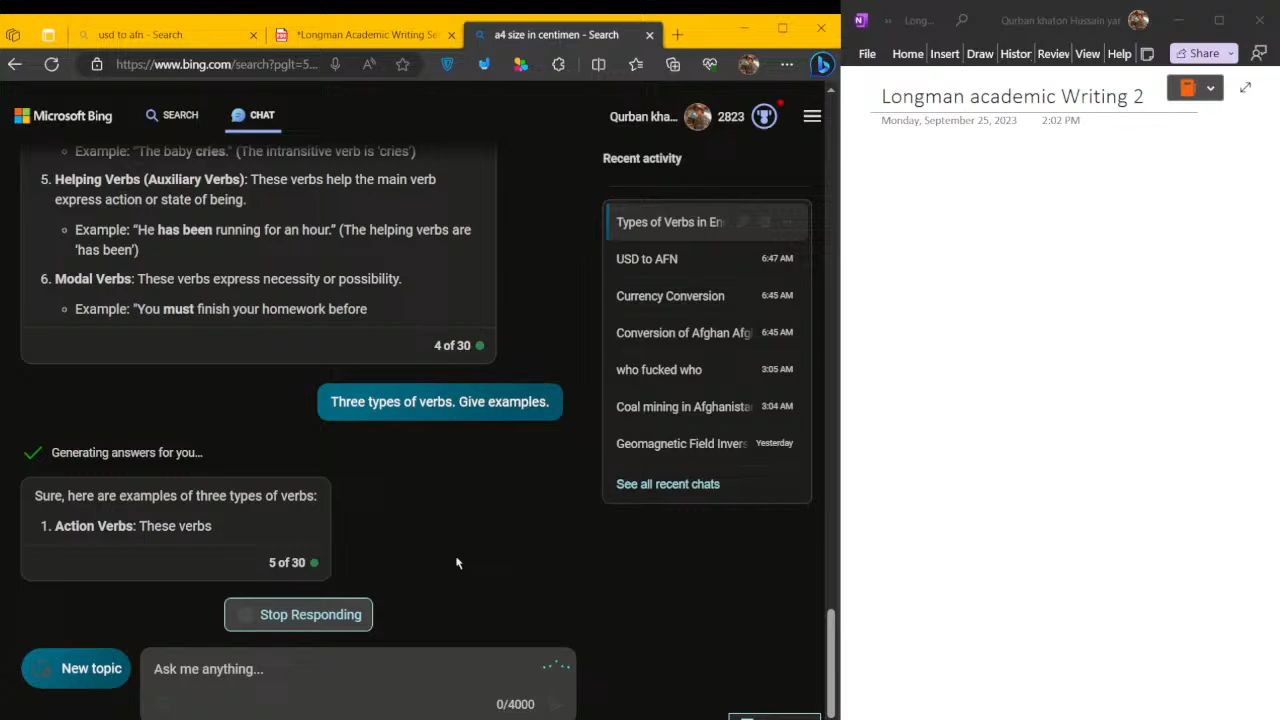 usd to afn - Search
*Longman Academic Writing Se
a4 size in centimen - Search
https://www.bing.com/search?pglt=5...
Microsoft Bing
SEARCH
CHAT
Qurban kha...
2823
Example: "The baby cries." (The intransitive verb is 'cries')
5. Helping Verbs (Auxiliary Verbs): These verbs help the main verb
express action or state of being.
Example: "He has been running for an hour." (The helping verbs are
'has been')
6. Modal Verbs: These verbs express necessity or possibility.
Example: "You must finish your homework before
4 of 30
Three types of verbs. Give examples.
Generating answers for you...
Sure, here are examples of three types of verbs:
1. Action Verbs: These verbs
5 of 30
Stop Responding
New topic
Ask me anything...
0/4000
Recent activity
Types of Verbs in En
USD to AFN
6:47 AM
Currency Conversion
6:45 AM
Conversion of Afghan Afg
6:45 AM
who fucked who
3:05 AM
Coal mining in Afghanista
3:04 AM
Geomagnetic Field Invers
Yesterday
See all recent chats
Long...
Qurban khaton Hussain yar
File
Home
Insert
Draw
Histor
Review
View
Help
Share
Longman academic Writing 2
Monday, September 25, 2023
2:02 PM